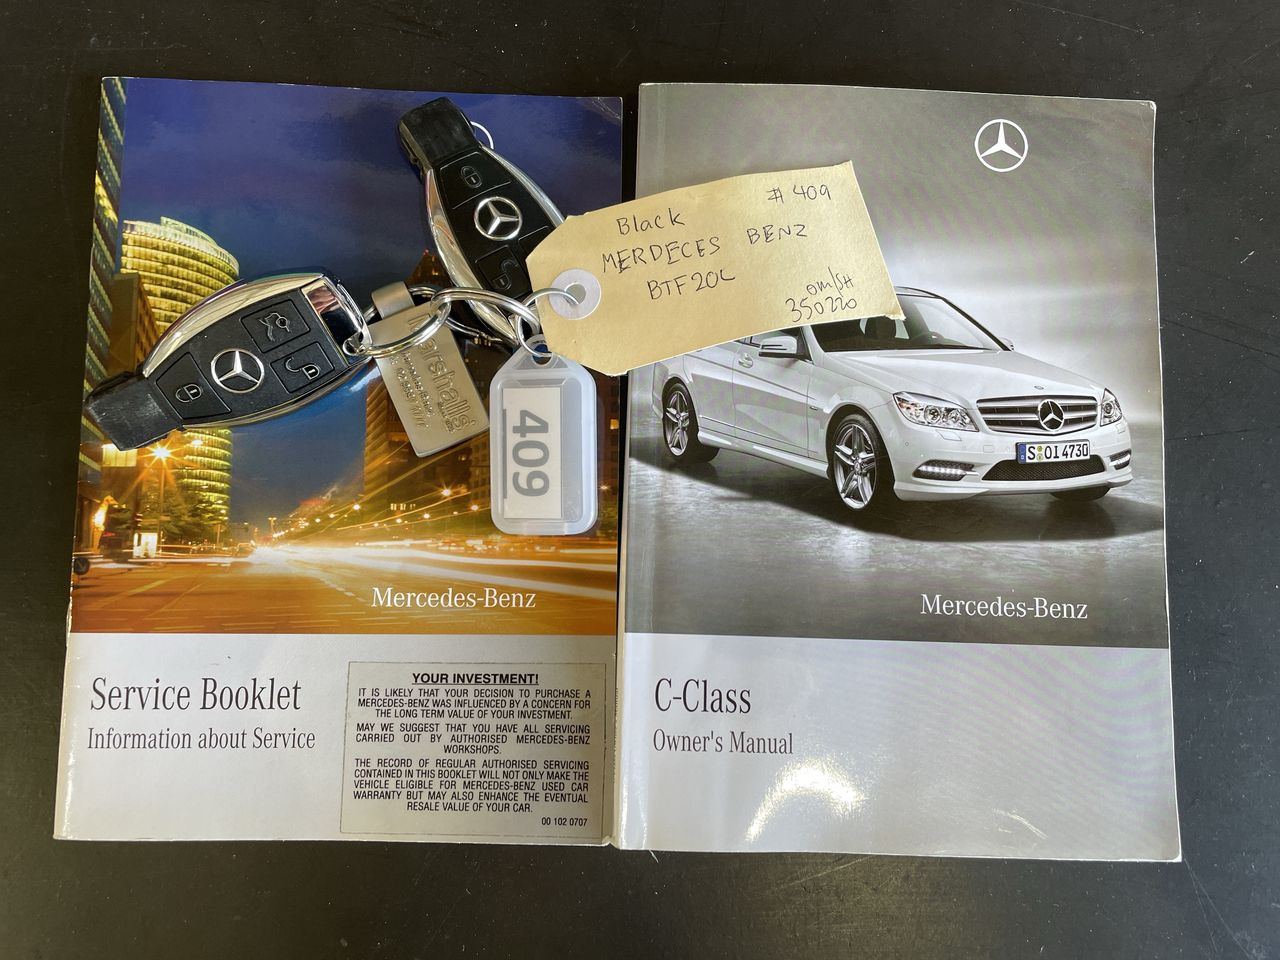 Black
# 409
MERDECES BENZ
BTF20L
om/SH
350220
Marshalls
409
S OI 4730
Mercedes-Benz
Service Booklet
Information about Service
YOUR INVESTMENT!
IT IS LIKELY THAT YOUR DECISION TO PURCHASE A
MERCEDES-BENZ WAS INFLUENCED BY A CONCERN FOR
THE LONG TERM VALUE OF YOUR INVESTMENT.
MAY WE SUGGEST THAT YOU HAVE ALL SERVICING
CARRIED OUT BY AUTHORISED MERCEDES-BENZ
WORKSHOPS.
THE RECORD OF REGULAR AUTHORISED SERVICING
CONTAINED IN THIS BOOKLET WILL NOT ONLY MAKE THE
VEHICLE ELIGIBLE FOR MERCEDES-BENZ USED CAR
WARRANTY BUT MAY ALSO ENHANCE THE EVENTUAL
RESALE VALUE OF YOUR CAR.
00 102 0707
Mercedes-Benz
C-Class
Owner's Manual